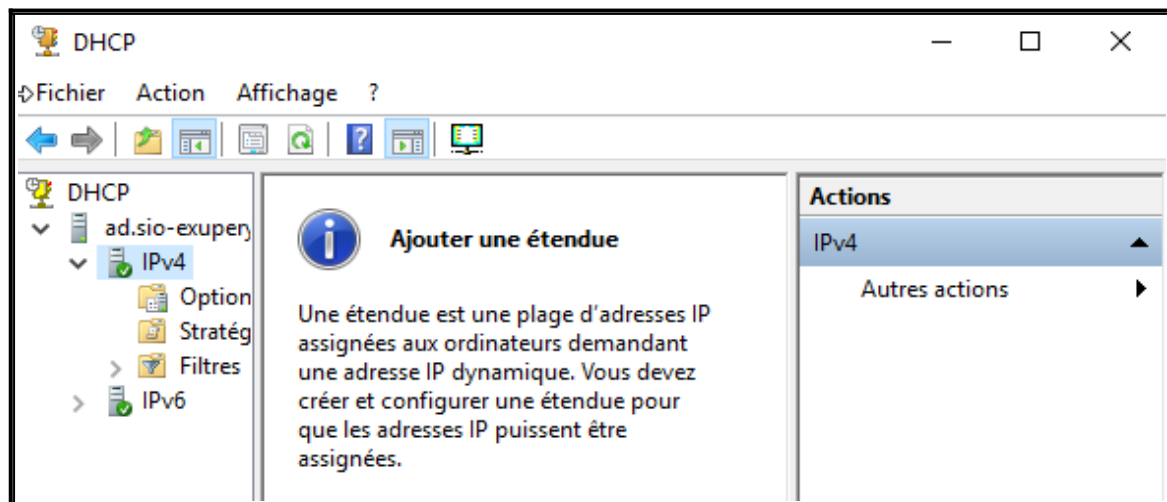 DHCP
Fichier Action Affichage ?
DHCP
ad.sio-exupery
IPv4
Option
Stratég
Filtres
IPv6
Ajouter une étendue
Une étendue est une plage d'adresses IP
assignées aux ordinateurs demandant
une adresse IP dynamique. Vous devez
créer et configurer une étendue pour
que les adresses IP puissent être
assignées.
Actions
IPv4
Autres actions